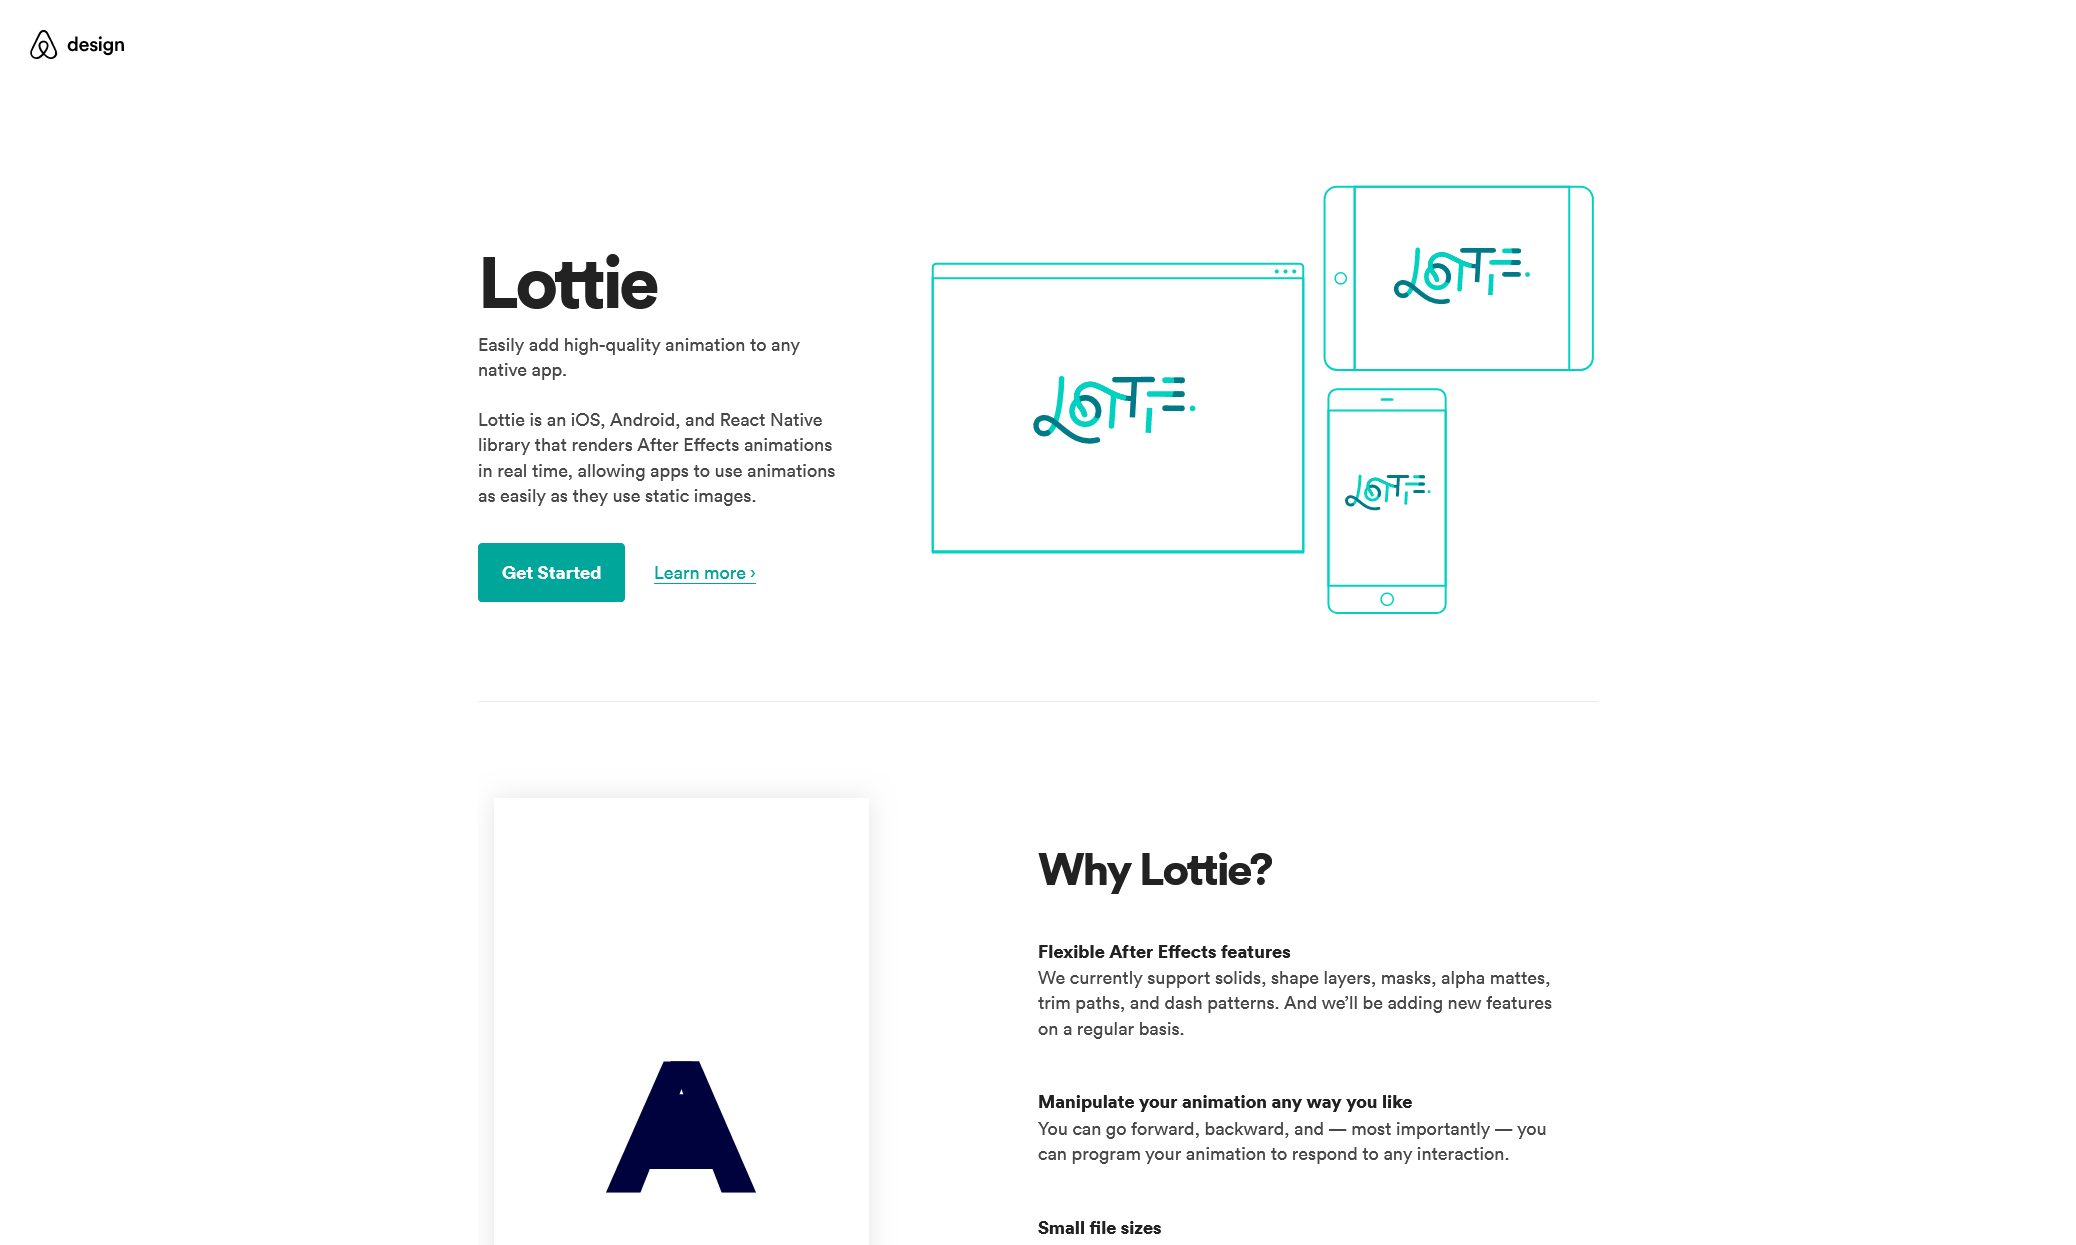 design
Lottie
Easily add high-quality animation to any
native app.
Lottie is an iOS, Android, and React Native
library that renders After Effects animations
in real time, allowing apps to use animations
as easily as they use static images.
Get Started
Learn more ›
LOTTIE.
LOTTIE.
LOTTIE.
A
Why Lottie?
Flexible After Effects features
We currently support solids, shape layers, masks, alpha mattes,
trim paths, and dash patterns. And we’ll be adding new features
on a regular basis.
Manipulate your animation any way you like
You can go forward, backward, and — most importantly — you
can program your animation to respond to any interaction.
Small file sizes